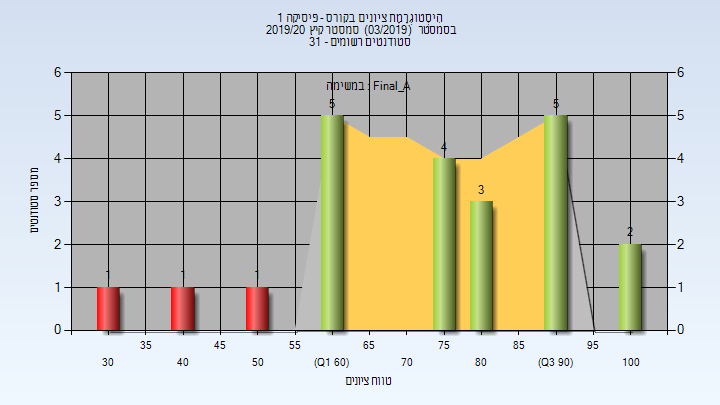 היסטוגרמת ציונים בקורס - פיסיקה 1
בסמסטר (03/2019) סמסטר קיץ 2019/20
סטודנטים רשומים - 31
במשימה : Final_A
מספר סטודנטים
6 6
5 5
4 4
3 3
2 2
1 1
0 0
1 1 1 5 4 3 5 2
35 45 55 65 75 85 95
30 40 50 (Q1 60) 70 80 (Q3 90) 100
טווח ציונים